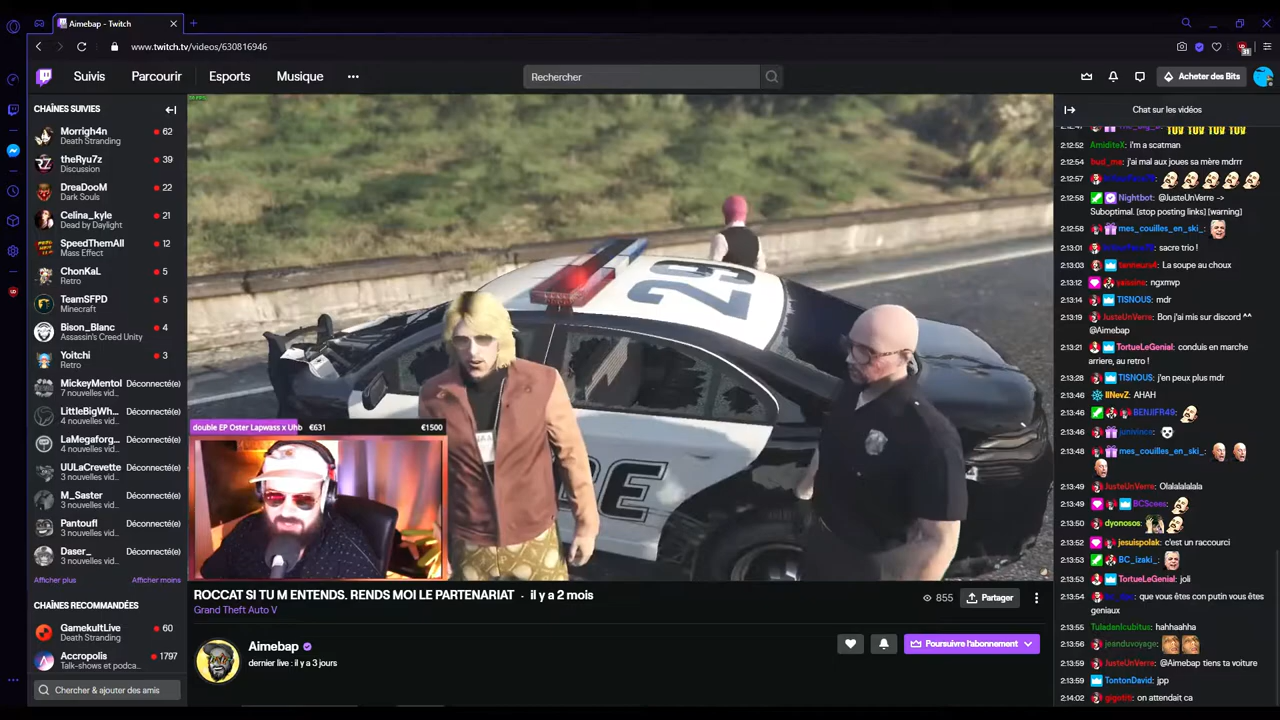 Aimebap - Twitch
www.twitch.tv/videos/630816946
31
Suivis
Parcourir
Esports
Musique
Rechercher
Acheter des Bits
CHAÎNES SUIVIES
Morrigh4n
62
Death Stranding
theRyu7z
39
Discussion
DreaDooM
22
Dark Souls
Celina_kyle
21
Dead by Daylight
SpeedThemAll
12
Mass Effect
ChonKaL
5
Retro
TeamSFPD
5
Minecraft
Bison_Blanc
4
Assassin's Creed Unity
Yoitchi
3
Retro
MickeyMentol
Déconnecté(e)
7 nouvelles vid...
LittleBigWh...
Déconnecté(e)
4 nouvelles vid...
LaMegaforg...
Déconnecté(e)
4 nouvelles vid...
UULaCrevette
Déconnecté(e)
3 nouvelles vid...
M_Saster
Déconnecté(e)
3 nouvelles vid...
Pantoufl
Déconnecté(e)
3 nouvelles vid...
Daser_
Déconnecté(e)
3 nouvelles vid...
Afficher plus
Afficher moins
CHAÎNES RECOMMANDÉES
GamekultLive
60
Death Stranding
Accropolis
1797
Talk-shows et podca...
Chercher & ajouter des amis
29
double EP Oster Lapwass x Uhb
€631
€1500
ROCCAT SI TU M ENTENDS. RENDS MOI LE PARTENARIAT - il y a 2 mois
Grand Theft Auto V
855
Partager
Aimebap
dernier live : il y a 3 jours
Poursuivre l'abonnement
Chat sur les vidéos
2:12:52 AmiditeX: i'm a scatman
2:12:54 bud_me: j'ai mal aux joues sa mère mdrrr
2:12:57
2:12:58 Nightbot: @JusteUnVerre ->
Suboptimal. [stop posting links] [warning]
2:12:58 mes_couilles_en_ski_:
2:13:01 sacre trio !
2:13:03 La soupe au choux
2:13:12 yaissins: ngxmvp
2:13:14 TISNOUS: mdr
2:13:19 JusteUnVerre: Bon j'ai mis sur discord ^^
@Aimebap
2:13:21 TortueLeGenial: conduis en marche
arriere, au retro !
2:13:28 TISNOUS: j'en peux plus mdr
2:13:46 llNevZ: AHAH
2:13:46 BENJIFR49:
2:13:46 junivince:
2:13:48 mes_couilles_en_ski_:
2:13:49 JusteUnVerre: Olalalalala
2:13:49 BCScees:
2:13:50 dyonosos:
2:13:52 jesuispolak: c'est un raccourci
2:13:53 BC_izaki_:
2:13:53 TortueLeGenial: joli
2:13:54 que vous êtes con putin vous êtes
geniaux
2:13:55 TuladanIcubitus: hahhaahha
2:13:56 jeanduvoyage:
2:13:59 JusteUnVerre: @Aimebap tiens ta voiture
2:13:59 TontonDavid: jpp
2:14:02 gigotit: on attendait ca